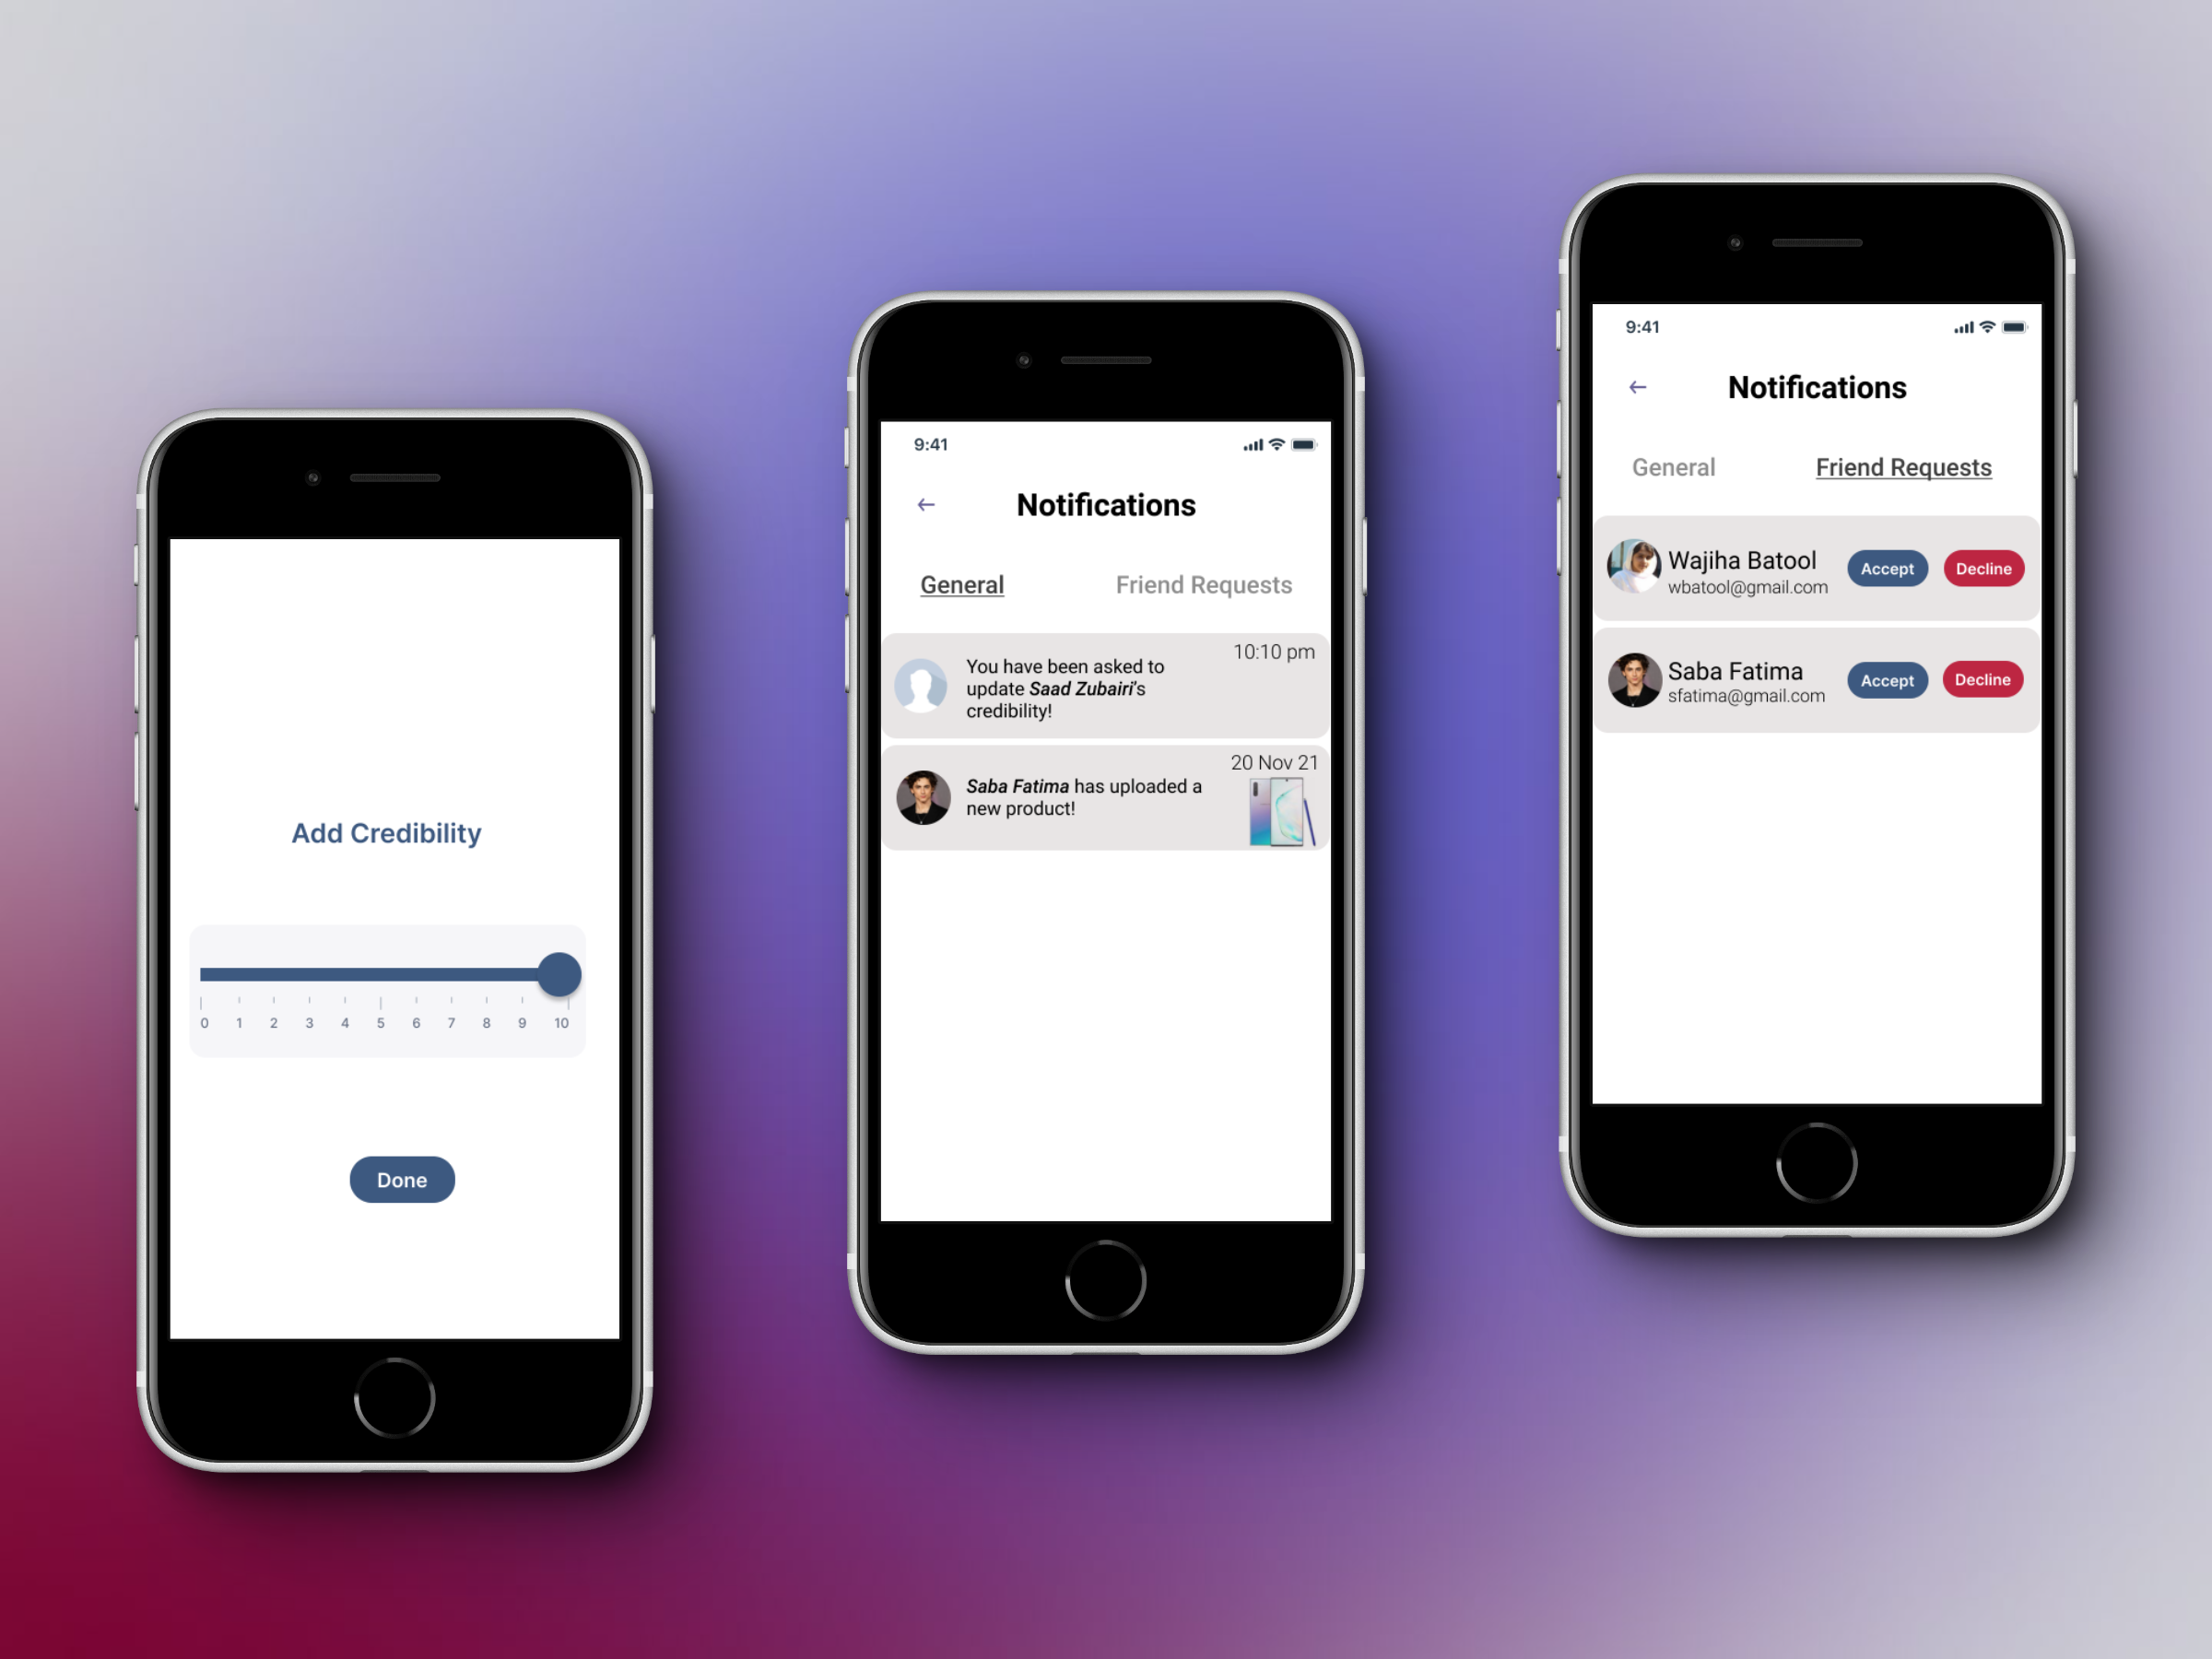 Add Credibility
0 1 2 3 4 5 6 7 8 9 10
Done
9:41
Notifications
General Friend Requests
10:10 pm
You have been asked to
update Saad Zubairi's
credibility!
20 Nov 21
Saba Fatima has uploaded a
new product!
9:41
Notifications
General Friend Requests
Wajiha Batool
wbatool@gmail.com
Accept Decline
Saba Fatima
sfatima@gmail.com
Accept Decline